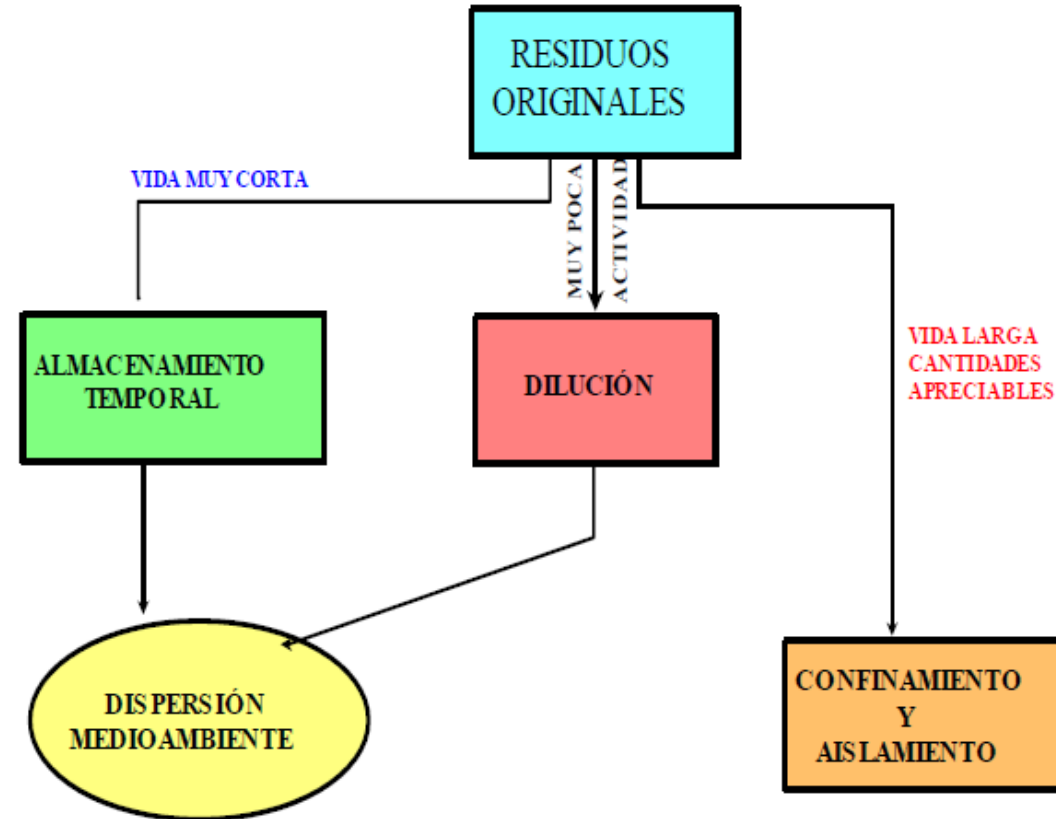 RESIDUOS
ORIGINALES
VIDA MUY CORTA
MUY POCA
ACTIVIDAD
VIDA LARGA
CANTIDADES
APRECIABLES
ALMACENAMIENTO
TEMPORAL
DILUCIÓN
DISPERSIÓN
MEDIOAMBIENTE
CONFINAMIENTO
Y
AISLAMIENTO